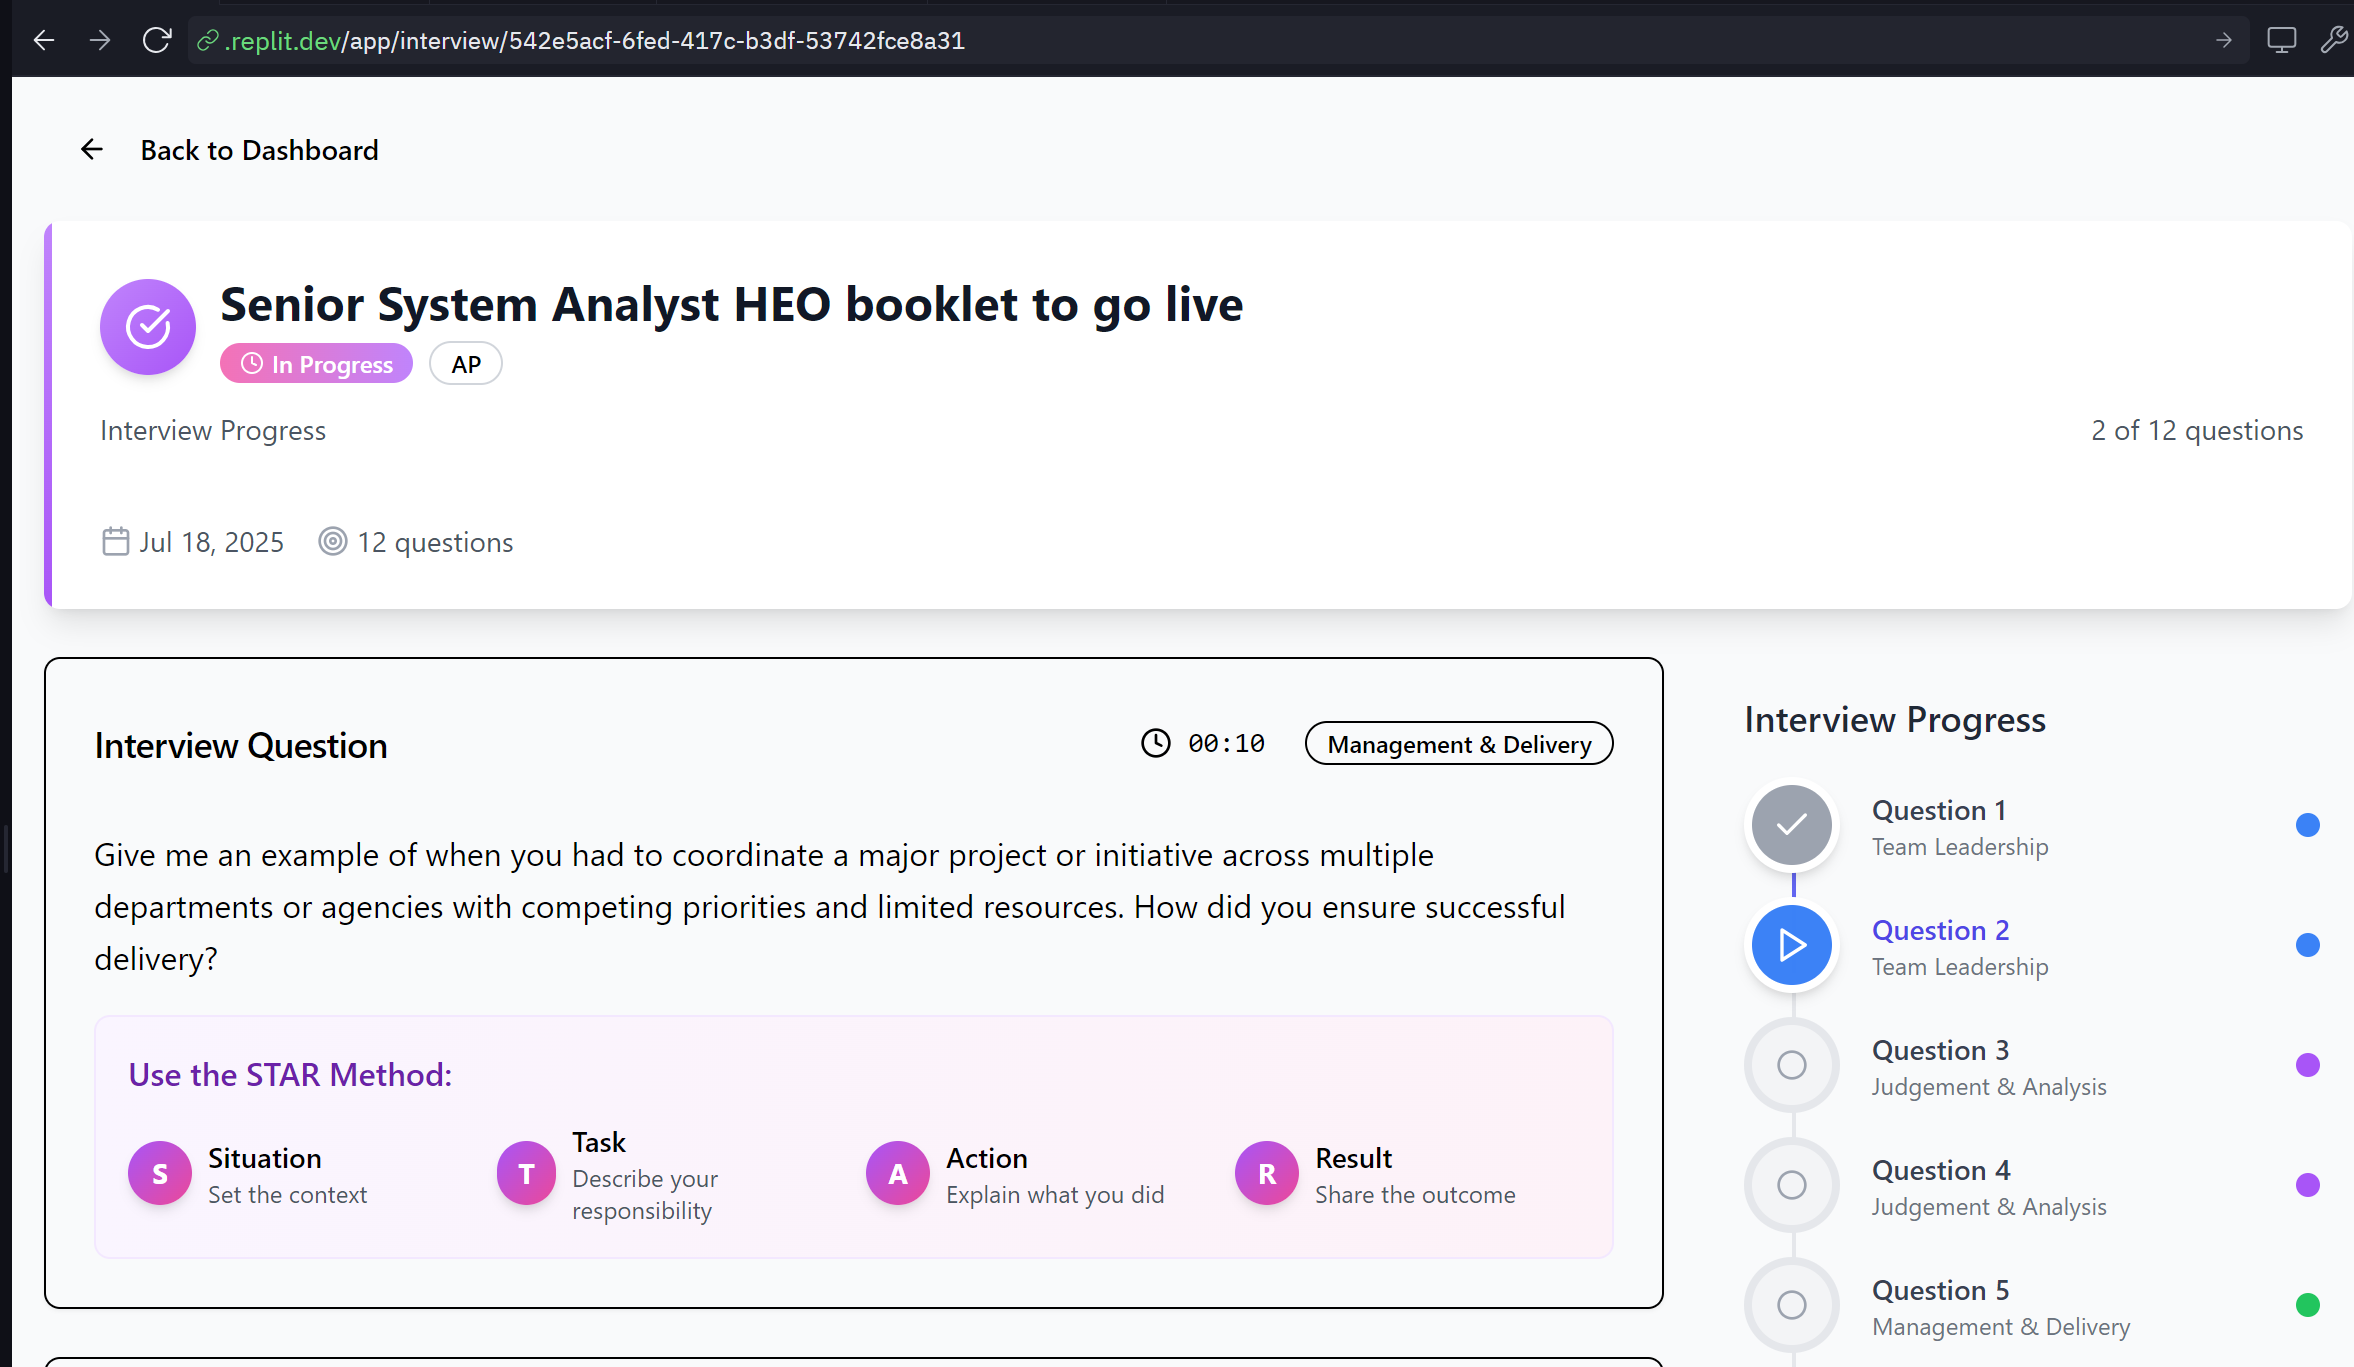 .replit.dev/app/interview/542e5acf-6fed-417c-b3df-53742fce8a31
Back to Dashboard
Senior System Analyst HEO booklet to go live
In Progress
AP
Interview Progress
2 of 12 questions
Jul 18, 2025
12 questions
Interview Question
00:10
Management & Delivery
Give me an example of when you had to coordinate a major project or initiative across multiple
departments or agencies with competing priorities and limited resources. How did you ensure successful
delivery?
Use the STAR Method:
S
Situation
Set the context
T
Task
Describe your
responsibility
A
Action
Explain what you did
R
Result
Share the outcome
Interview Progress
Question 1
Team Leadership
Question 2
Team Leadership
Question 3
Judgement & Analysis
Question 4
Judgement & Analysis
Question 5
Management & Delivery